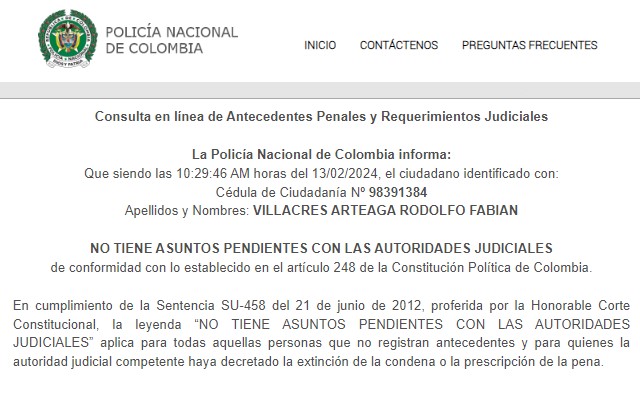 POLICÍA NACIONAL
DE COLOMBIA
INICIO CONTÁCTENOS PREGUNTAS FRECUENTES
Consulta en línea de Antecedentes Penales y Requerimientos Judiciales
La Policía Nacional de Colombia informa:
Que siendo las 10:29:46 AM horas del 13/02/2024, el ciudadano identificado con:
Cédula de Ciudadanía Nº 98391384
Apellidos y Nombres: VILLACRES ARTEAGA RODOLFO FABIAN
NO TIENE ASUNTOS PENDIENTES CON LAS AUTORIDADES JUDICIALES
de conformidad con lo establecido en el artículo 248 de la Constitución Política de Colombia.
En cumplimiento de la Sentencia SU-458 del 21 de junio de 2012, proferida por la Honorable Corte
Constitucional, la leyenda “NO TIENE ASUNTOS PENDIENTES CON LAS AUTORIDADES
JUDICIALES” aplica para todas aquellas personas que no registran antecedentes y para quienes la
autoridad judicial competente haya decretado la extinción de la condena o la prescripción de la pena.